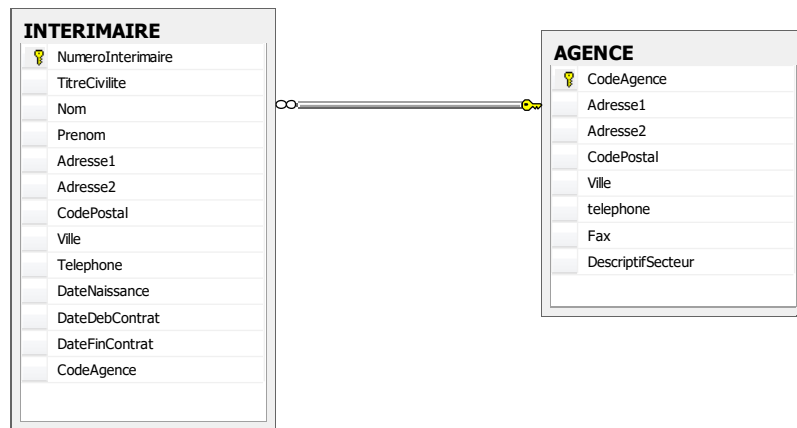 INTERIMAIRE
NumeroInterimaire
TitreCivilite
Nom
Prenom
Adresse1
Adresse2
CodePostal
Ville
Telephone
DateNaissance
DateDebContrat
DateFinContrat
CodeAgence
AGENCE
CodeAgence
Adresse1
Adresse2
CodePostal
Ville
telephone
Fax
DescriptifSecteur